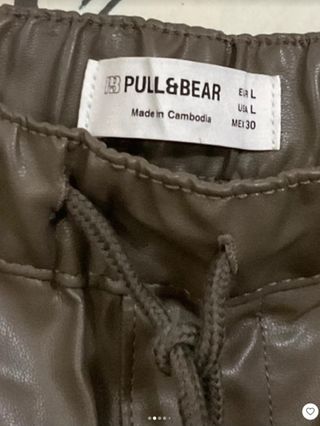 PULL&BEAR
Made in Cambodia
EUR L
USA L
MEX 30